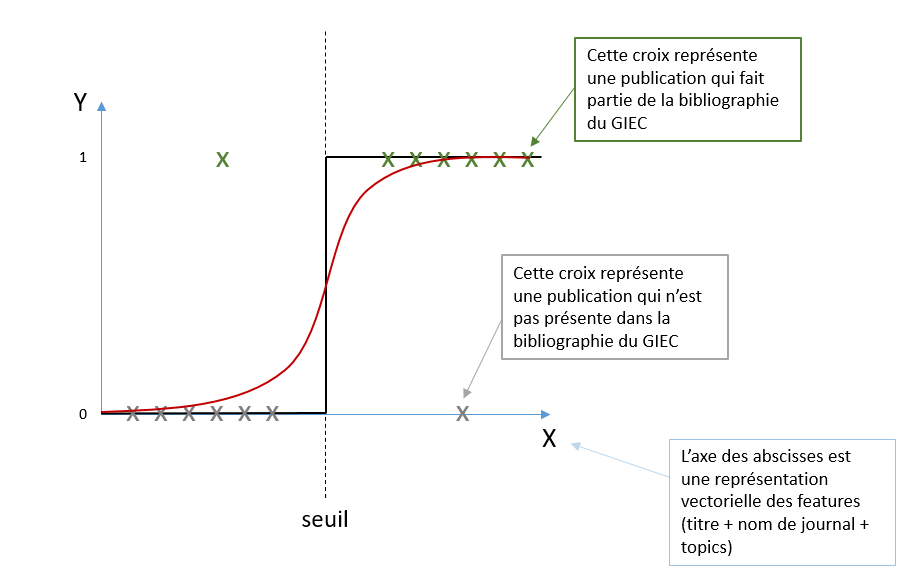 Cette croix représente
une publication qui fait
partie de la bibliographie
du GIEC
Y
1
X
X X X X X X
Cette croix représente
une publication qui n’est
pas présente dans la
bibliographie du GIEC
0
X X X X X X
X
X
L’axe des abscisses est
une représentation
vectorielle des features
(titre + nom de journal +
topics)
seuil